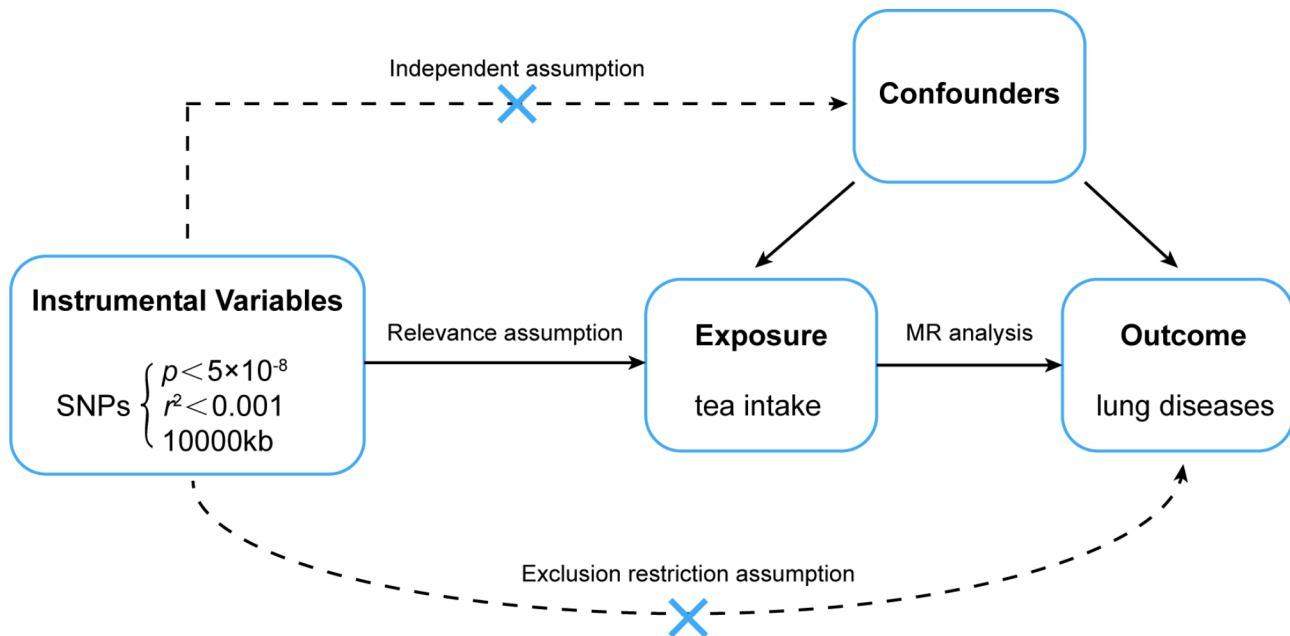 Independent assumption
Confounders
Instrumental Variables
SNPs
p<5×10⁻⁸
r²<0.001
10000kb
Relevance assumption
Exposure
tea intake
MR analysis
Outcome
lung diseases
Exclusion restriction assumption